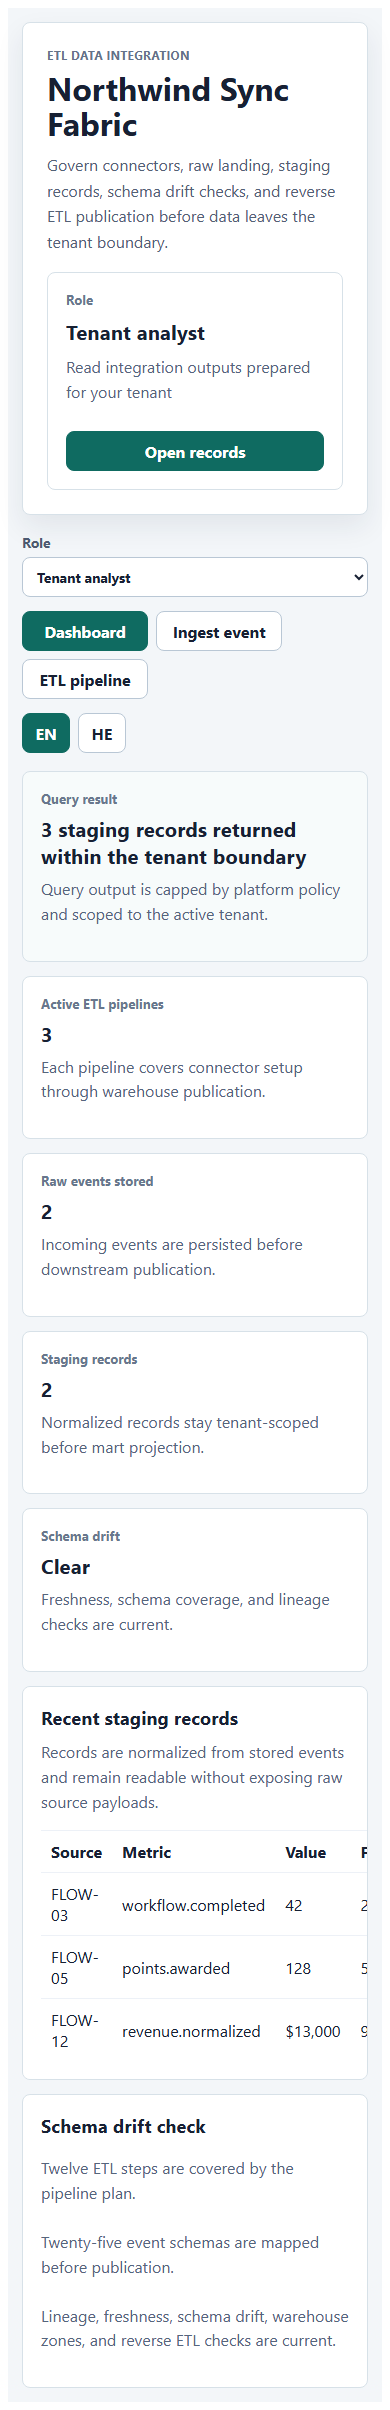 ETL DATA INTEGRATION
Northwind Sync
Fabric
Govern connectors, raw landing, staging
records, schema drift checks, and reverse
ETL publication before data leaves the
tenant boundary.
Role
Tenant analyst
Read integration outputs prepared
for your tenant
Open records
Role
Tenant analyst
Dashboard
Ingest event
ETL pipeline
EN
HE
Query result
3 staging records returned
within the tenant boundary
Query output is capped by platform policy
and scoped to the active tenant.
Active ETL pipelines
3
Each pipeline covers connector setup
through warehouse publication.
Raw events stored
2
Incoming events are persisted before
downstream publication.
Staging records
2
Normalized records stay tenant-scoped
before mart projection.
Schema drift
Clear
Freshness, schema coverage, and lineage
checks are current.
Recent staging records
Records are normalized from stored events
and remain readable without exposing raw
source payloads.
Source Metric Value
FLOW-
03 workflow.completed 42
FLOW-
05 points.awarded 128
FLOW-
12 revenue.normalized $13,000
Schema drift check
Twelve ETL steps are covered by the
pipeline plan.
Twenty-five event schemas are mapped
before publication.
Lineage, freshness, schema drift, warehouse
zones, and reverse ETL checks are current.